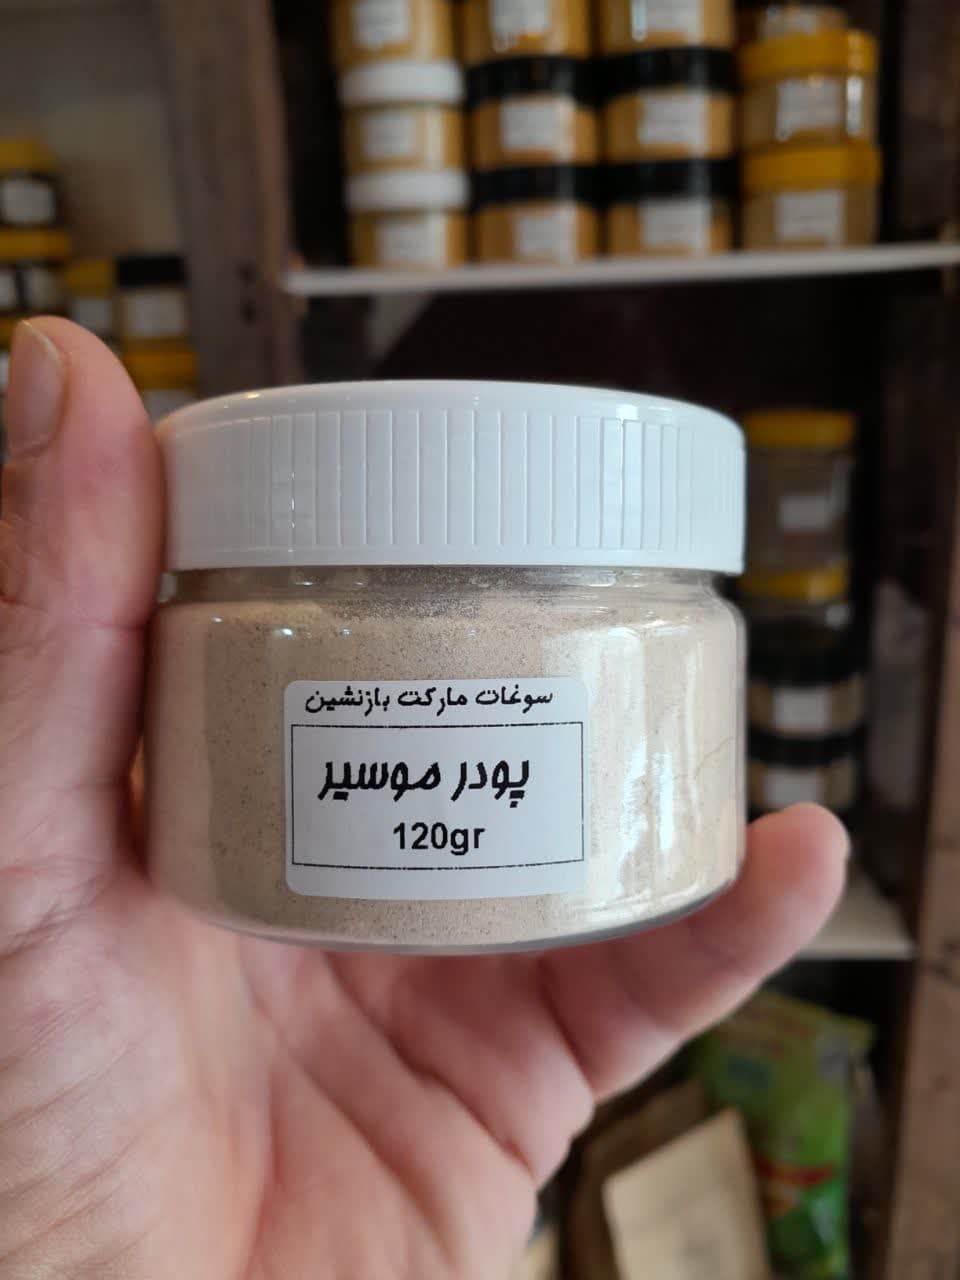 سوغات مارکت بازنشین
پودر موسیر
120gr